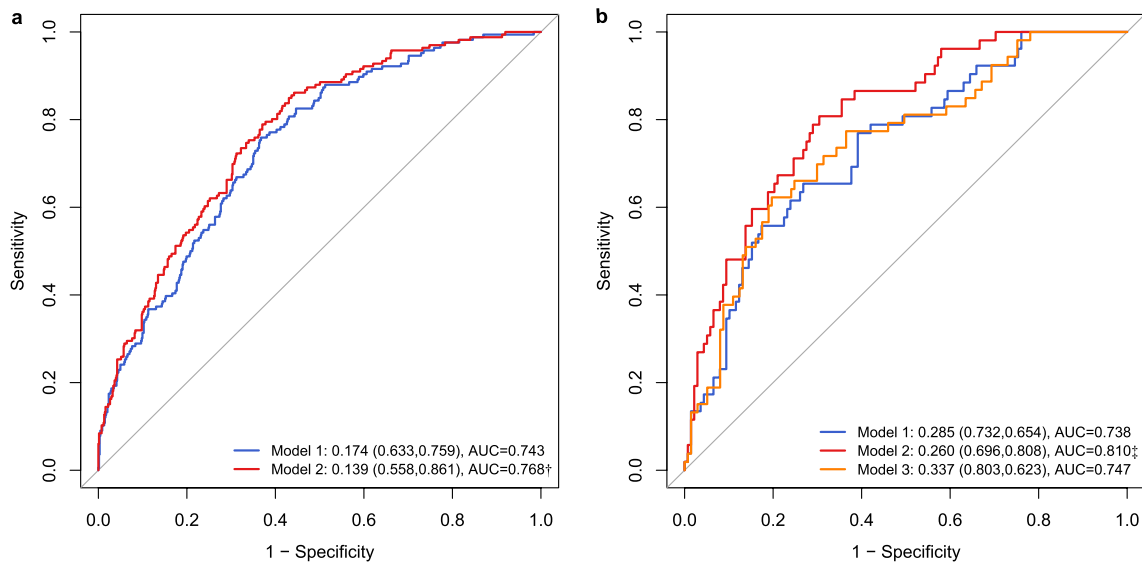 a
Sensitivity
1.0
0.8
0.6
0.4
0.2
0.0
Model 1: 0.174 (0.633,0.759), AUC=0.743
Model 2: 0.139 (0.558,0.861), AUC=0.768†
0.0 0.2 0.4 0.6 0.8 1.0
1 − Specificity
b
Sensitivity
1.0
0.8
0.6
0.4
0.2
0.0
Model 1: 0.285 (0.732,0.654), AUC=0.738
Model 2: 0.260 (0.696,0.808), AUC=0.810‡
Model 3: 0.337 (0.803,0.623), AUC=0.747
0.0 0.2 0.4 0.6 0.8 1.0
1 − Specificity